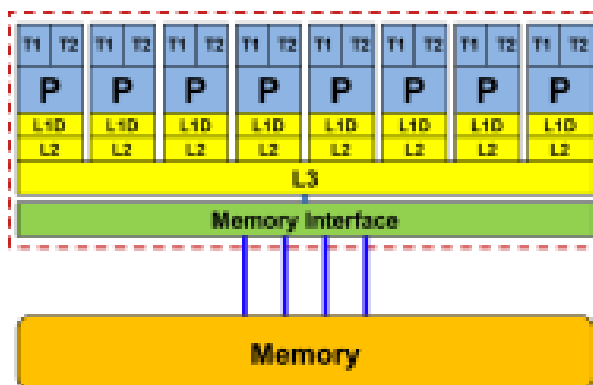 T1 T2 T1 T2 T1 T2 T1 T2 T1 T2 T1 T2 T1 T2 T1 T2
P P P P P P P P
L1D L1D L1D L1D L1D L1D L1D L1D
L2 L2 L2 L2 L2 L2 L2 L2
L3
Memory Interface
Memory